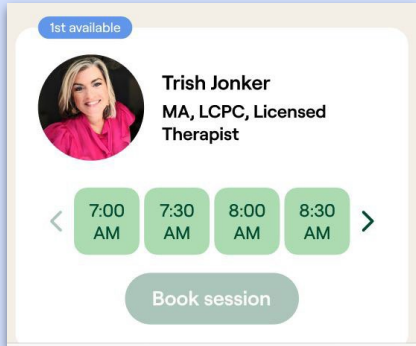 1st available
Trish Jonker
MA, LCPC, Licensed
Therapist
7:00 7:30 8:00 8:30
AM AM AM AM
Book session